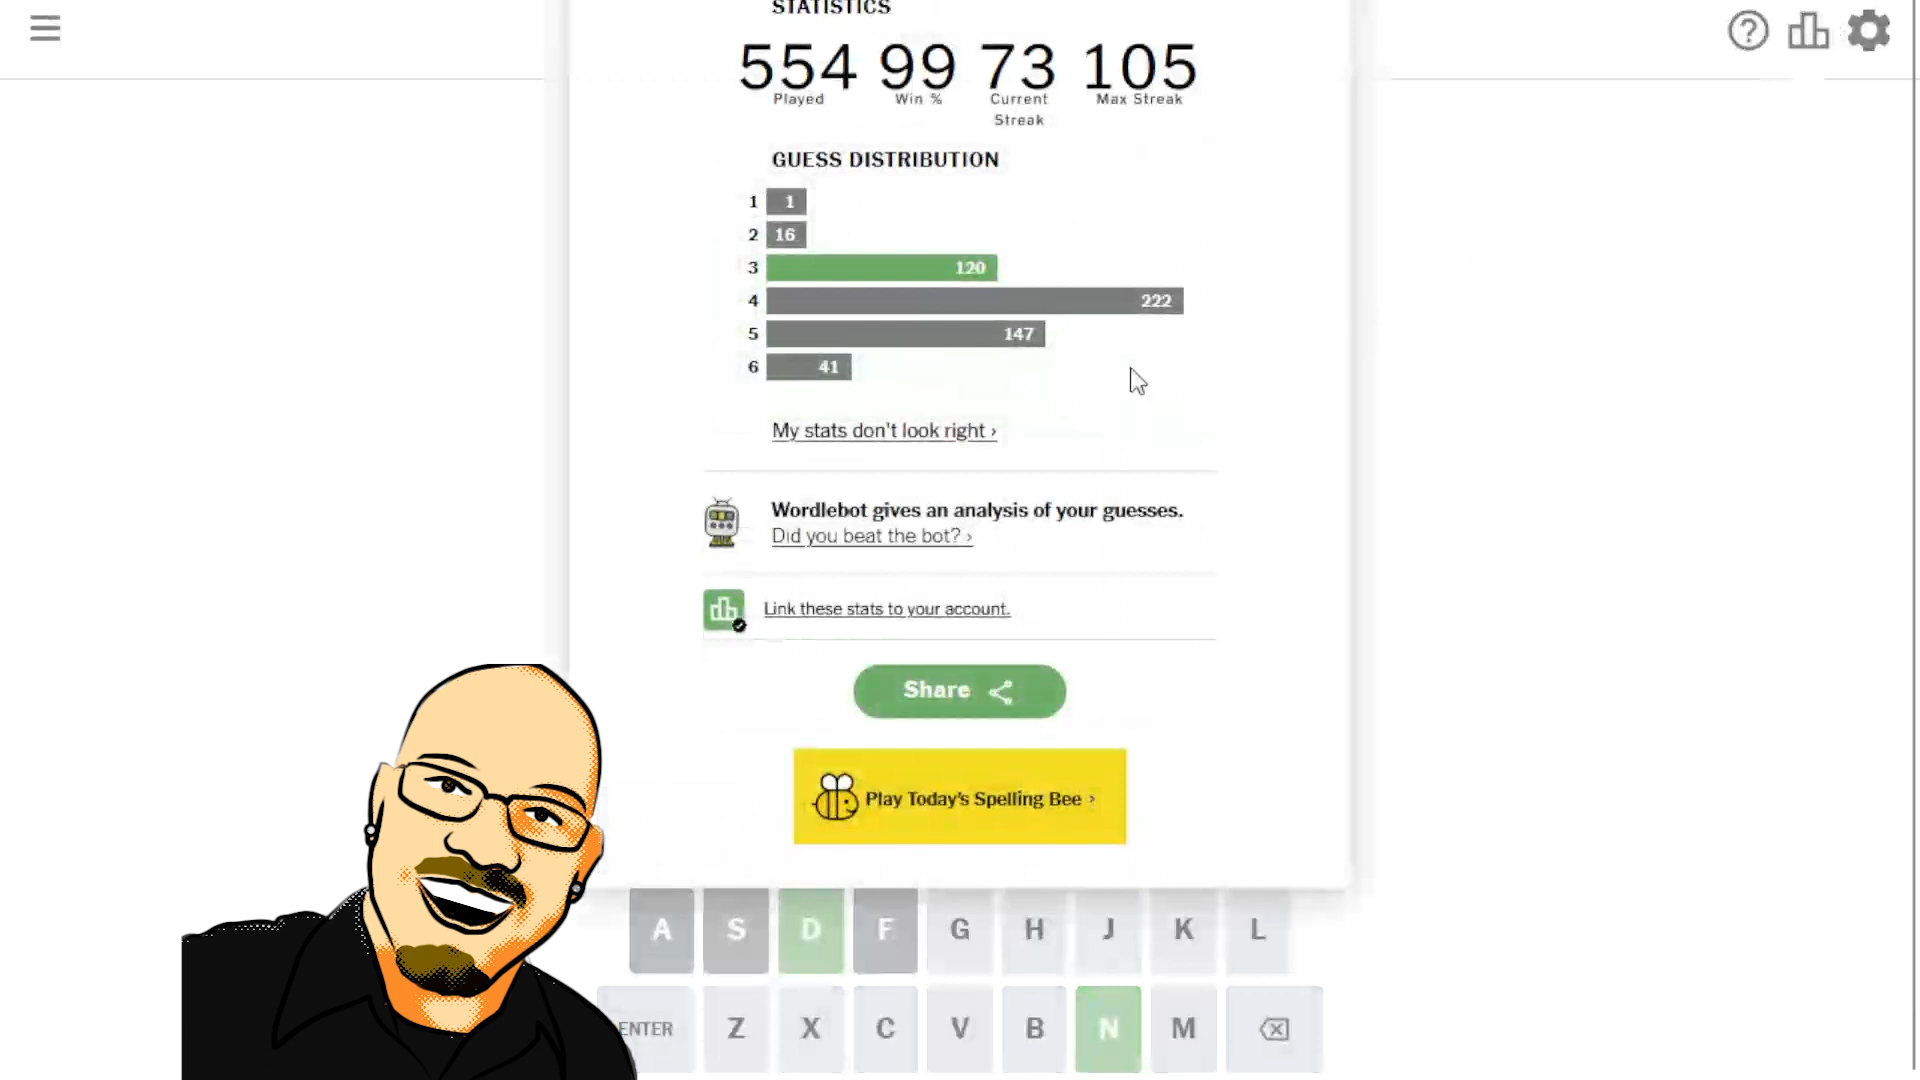 STATISTICS
554 99 73 105
Played Win % Current Streak Max Streak
GUESS DISTRIBUTION
1 1
2 16
3 120
4 222
5 147
6 41
My stats don't look right ›
Wordlebot gives an analysis of your guesses.
Did you beat the bot? ›
Link these stats to your account.
Share
Play Today's Spelling Bee ›
A S D F G H J K L
ENTER Z X C V B N M